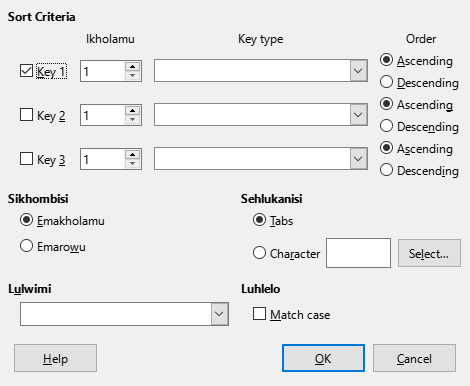 Sort Criteria
Ikholamu Key type Order
Key 1 1 Ascending
Descending
Key 2 1 Ascending
Descending
Key 3 1 Ascending
Descending
Sikhombisi Sehlukanisi
Emakholamu Tabs
Emarowu Character Select...
Lulwimi Luhlelo
Match case
Help OK Cancel